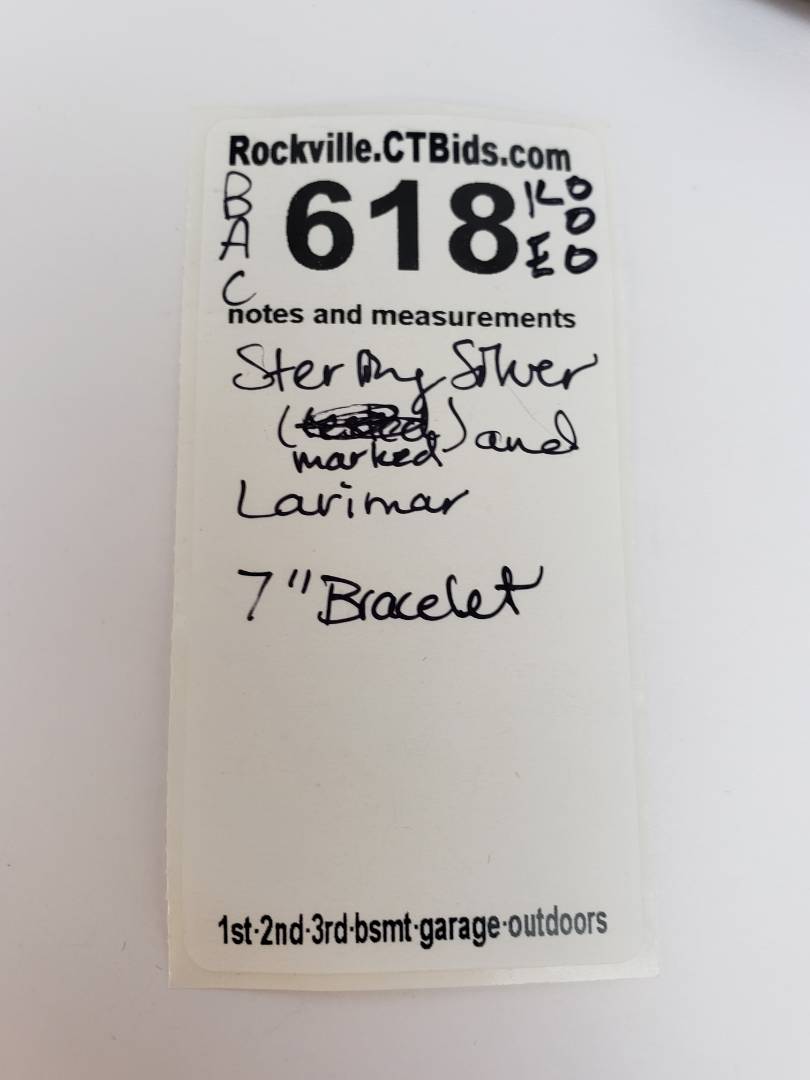 Rockville.CTBids.com
BAC
618
notes and measurements
Sterling Silver
(marked) and
Larimar
7" Bracelet
1st·2nd·3rd·bsmt·garage·outdoors